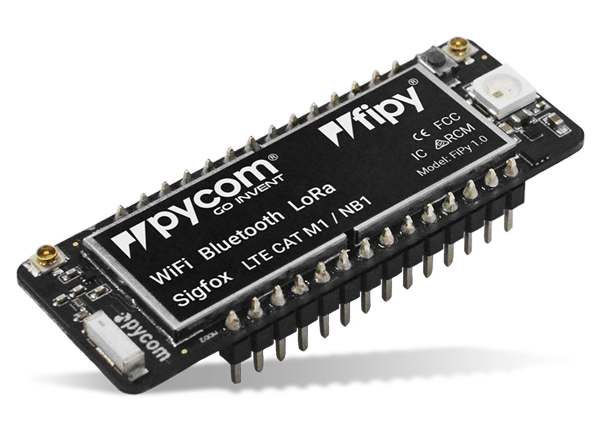 pycom®
GO INVENT
fipy®
CE FCC
IC RCM
Model: FiPy 1.0
WiFi Bluetooth LoRa
Sigfox LTE CAT M1 / NB1
pycom